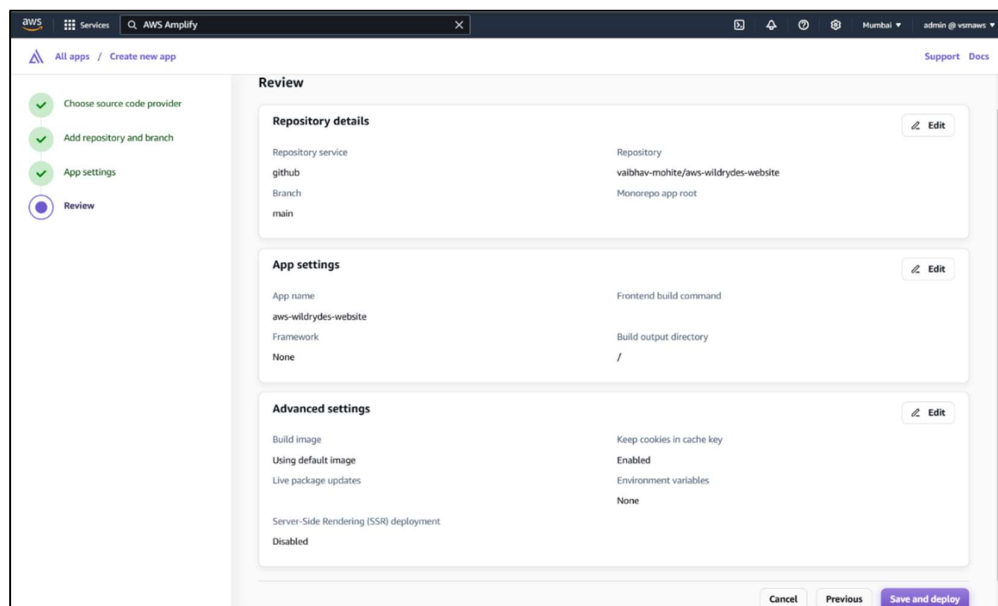 aws
Services
AWS Amplify
Mumbai
admin @ vsmaws
All apps / Create new app
Support Docs
Choose source code provider
Add repository and branch
App settings
Review
Review
Repository details
Edit
Repository service
Repository
github
vaibhav-mohite/aws-wildrydes-website
Branch
Monorepo app root
main
App settings
Edit
App name
Frontend build command
aws-wildrydes-website
Framework
Build output directory
None
/
Advanced settings
Edit
Build image
Keep cookies in cache key
Using default image
Enabled
Live package updates
Environment variables
None
Server-Side Rendering (SSR) deployment
Disabled
Cancel
Previous
Save and deploy